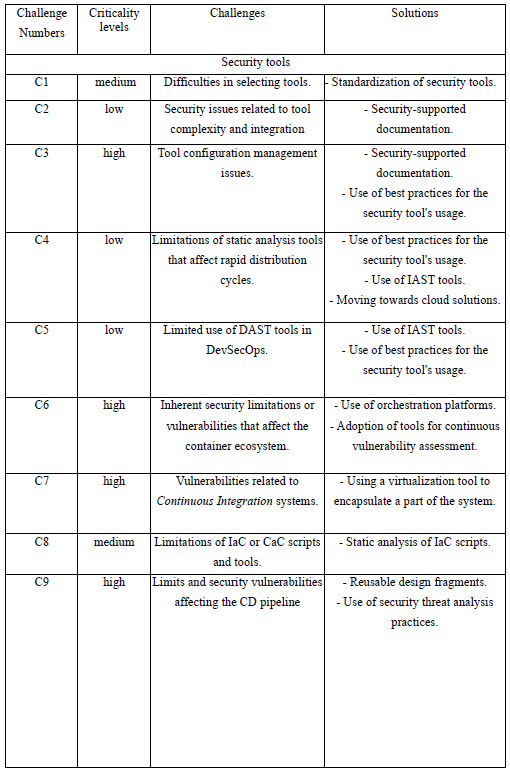 Challenge Numbers | Criticality levels | Challenges | Solutions
Security tools
C1 | medium | Difficulties in selecting tools. | - Standardization of security tools.
C2 | low | Security issues related to tool complexity and integration | - Security-supported documentation.
C3 | high | Tool configuration management issues. | - Security-supported documentation. - Use of best practices for the security tool's usage.
C4 | low | Limitations of static analysis tools that affect rapid distribution cycles. | - Use of best practices for the security tool's usage. - Use of IAST tools. - Moving towards cloud solutions.
C5 | low | Limited use of DAST tools in DevSecOps. | - Use of IAST tools. - Use of best practices for the security tool's usage.
C6 | high | Inherent security limitations or vulnerabilities that affect the container ecosystem. | - Use of orchestration platforms. - Adoption of tools for continuous vulnerability assessment.
C7 | high | Vulnerabilities related to Continuous Integration systems. | - Using a virtualization tool to encapsulate a part of the system.
C8 | medium | Limitations of IaC or CaC scripts and tools. | - Static analysis of IaC scripts.
C9 | high | Limits and security vulnerabilities affecting the CD pipeline | - Reusable design fragments. - Use of security threat analysis practices.